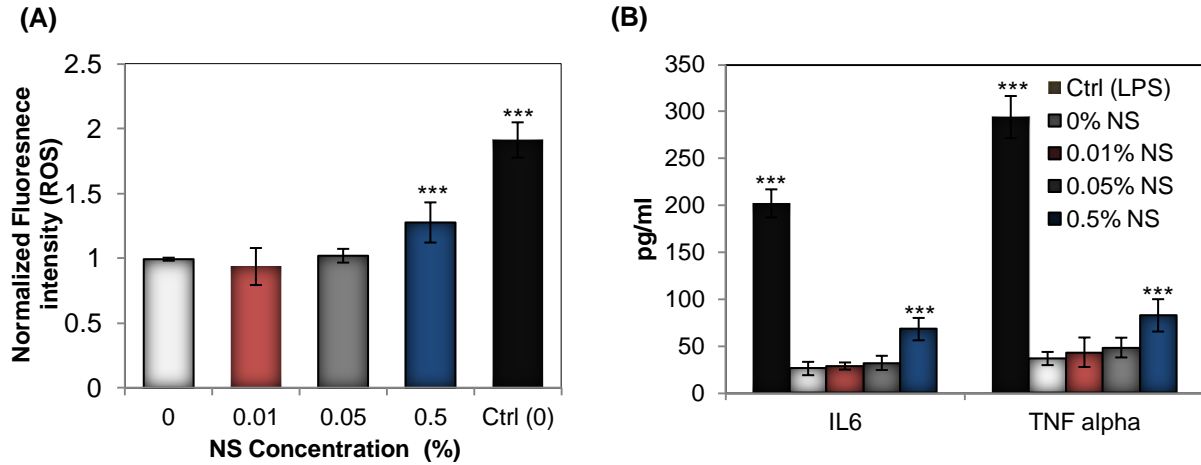 (A)
Normalized Fluoresnece
intensity (ROS)
2.5
2
1.5
1
0.5
0
***
***
0 0.01 0.05 0.5 Ctrl (0)
NS Concentration (%)
(B)
pg/ml
350
300
250
200
150
100
50
0
***
***
***
***
Ctrl (LPS)
0% NS
0.01% NS
0.05% NS
0.5% NS
IL6 TNF alpha